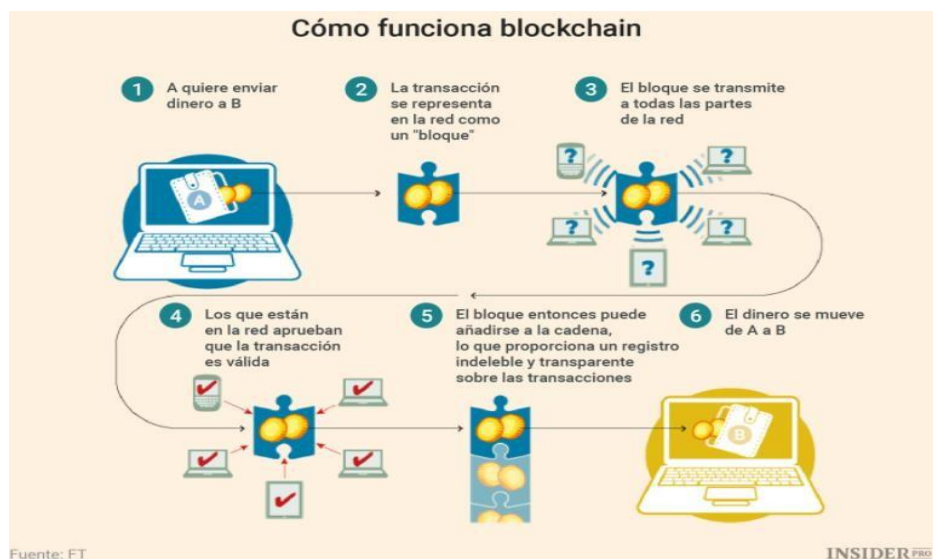 Cómo funciona blockchain
1
A quiere enviar
dinero a B
2
La transacción
se representa
en la red como
un "bloque"
3
El bloque se transmite
a todas las partes
de la red
A
?
?
?
?
?
4
Los que están
en la red aprueban
que la transacción
es válida
5
El bloque entonces puede
añadirse a la cadena,
lo que proporciona un registro
indeleble y transparente
sobre las transacciones
6
El dinero se mueve
de A a B
B
Fuente: FT
INSIDER PRO